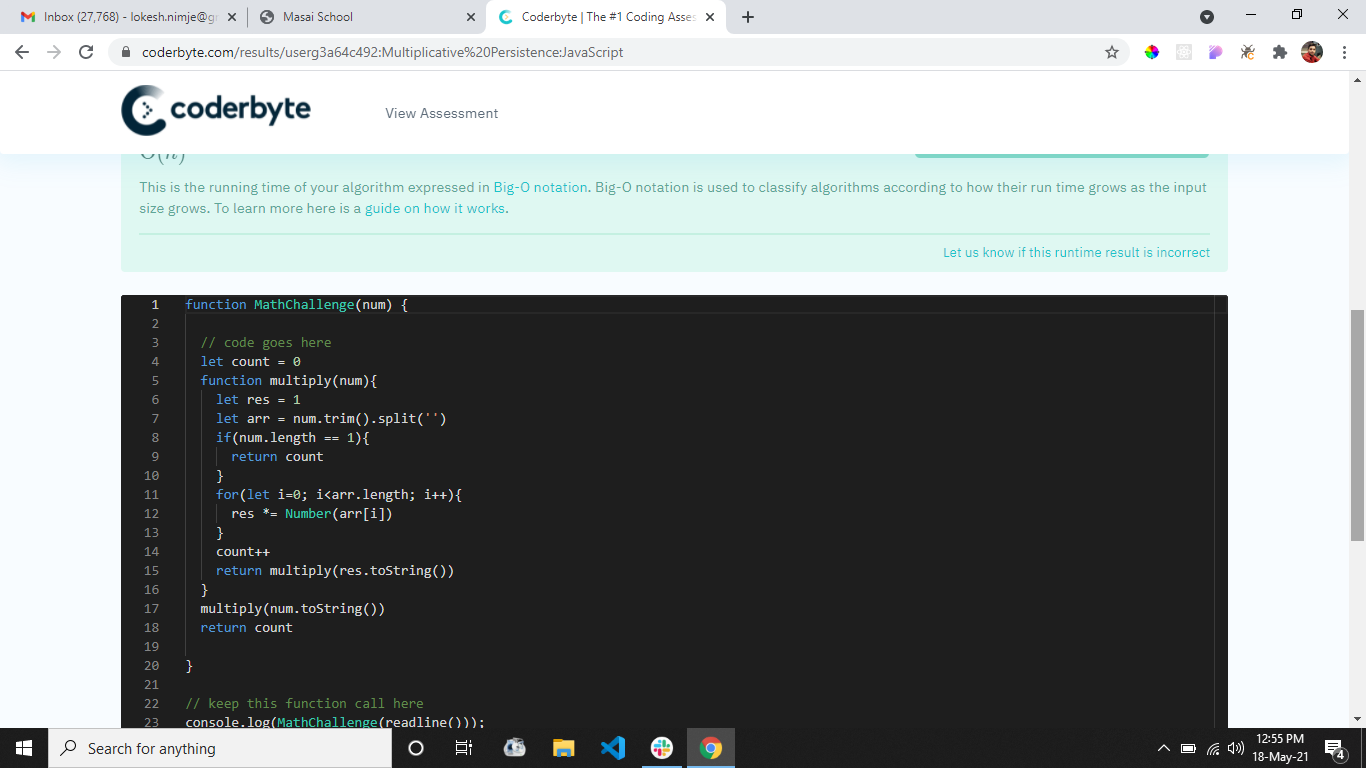 Inbox (27,768) - lokesh.nimje@gr
Masai School
Coderbyte | The #1 Coding Asses
coderbyte.com/results/userg3a64c492:Multiplicative%20Persistence:JavaScript
coderbyte
View Assessment
O(n)
This is the running time of your algorithm expressed in Big-O notation. Big-O notation is used to classify algorithms according to how their run time grows as the input
size grows. To learn more here is a guide on how it works.
Let us know if this runtime result is incorrect
1 function MathChallenge(num) {
2
3 // code goes here
4 let count = 0
5 function multiply(num){
6 let res = 1
7 let arr = num.trim().split('')
8 if(num.length == 1){
9 return count
10 }
11 for(let i=0; i<arr.length; i++){
12 res *= Number(arr[i])
13 }
14 count++
15 return multiply(res.toString())
16 }
17 multiply(num.toString())
18 return count
19
20 }
21
22 // keep this function call here
23 console.log(MathChallenge(readline()));
Search for anything
12:55 PM
18-May-21
4